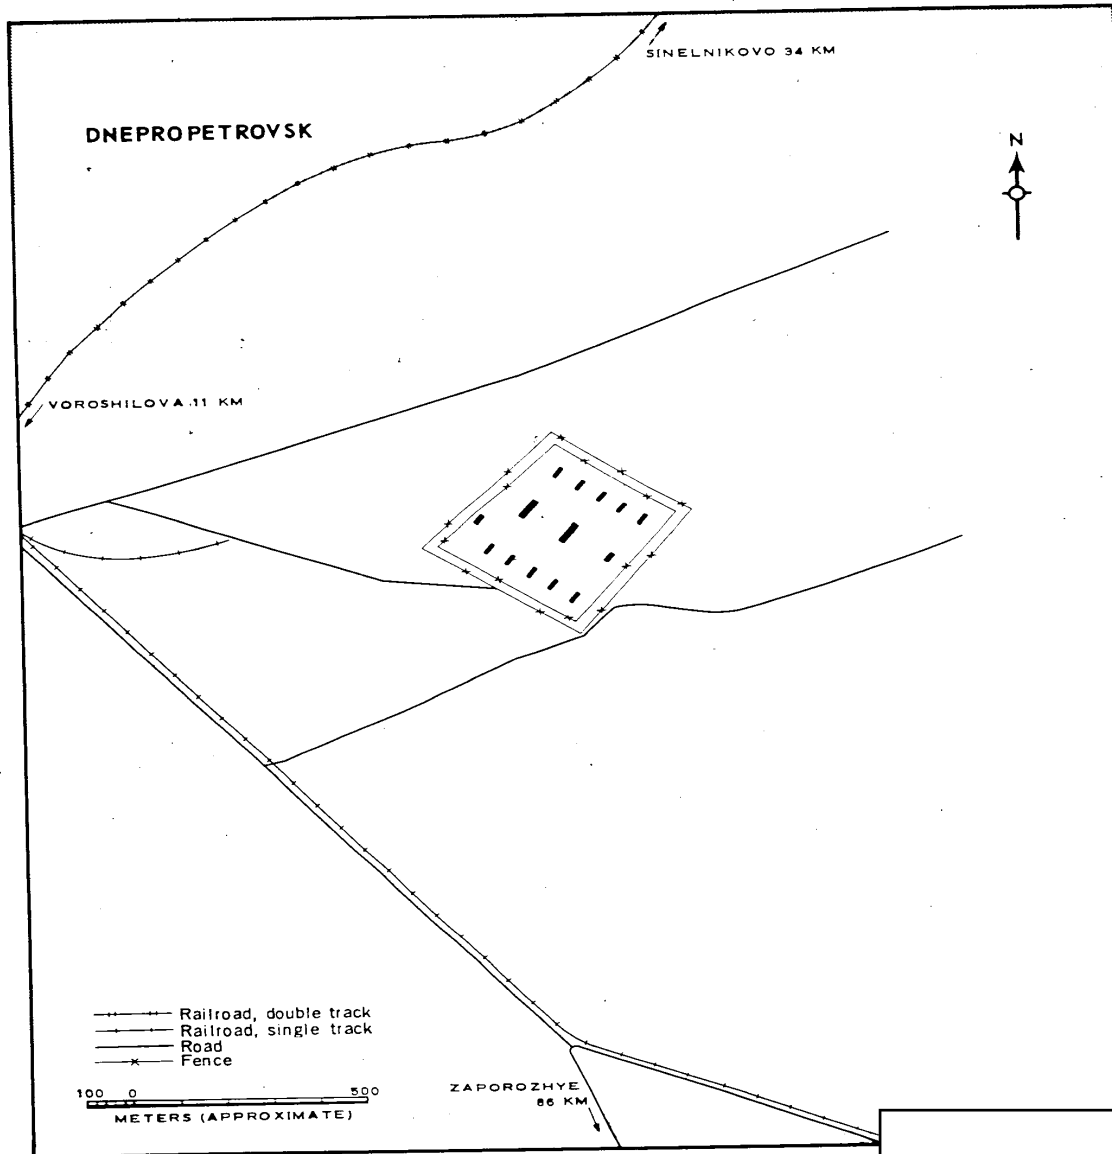 SINELNIKOVO 34 KM
DNEPROPETROVSK
N
VOROSHILOVA 11 KM
Railroad, double track
Railroad, single track
Road
Fence
100 0 500
METERS (APPROXIMATE)
ZAPOROZHYE
86 KM